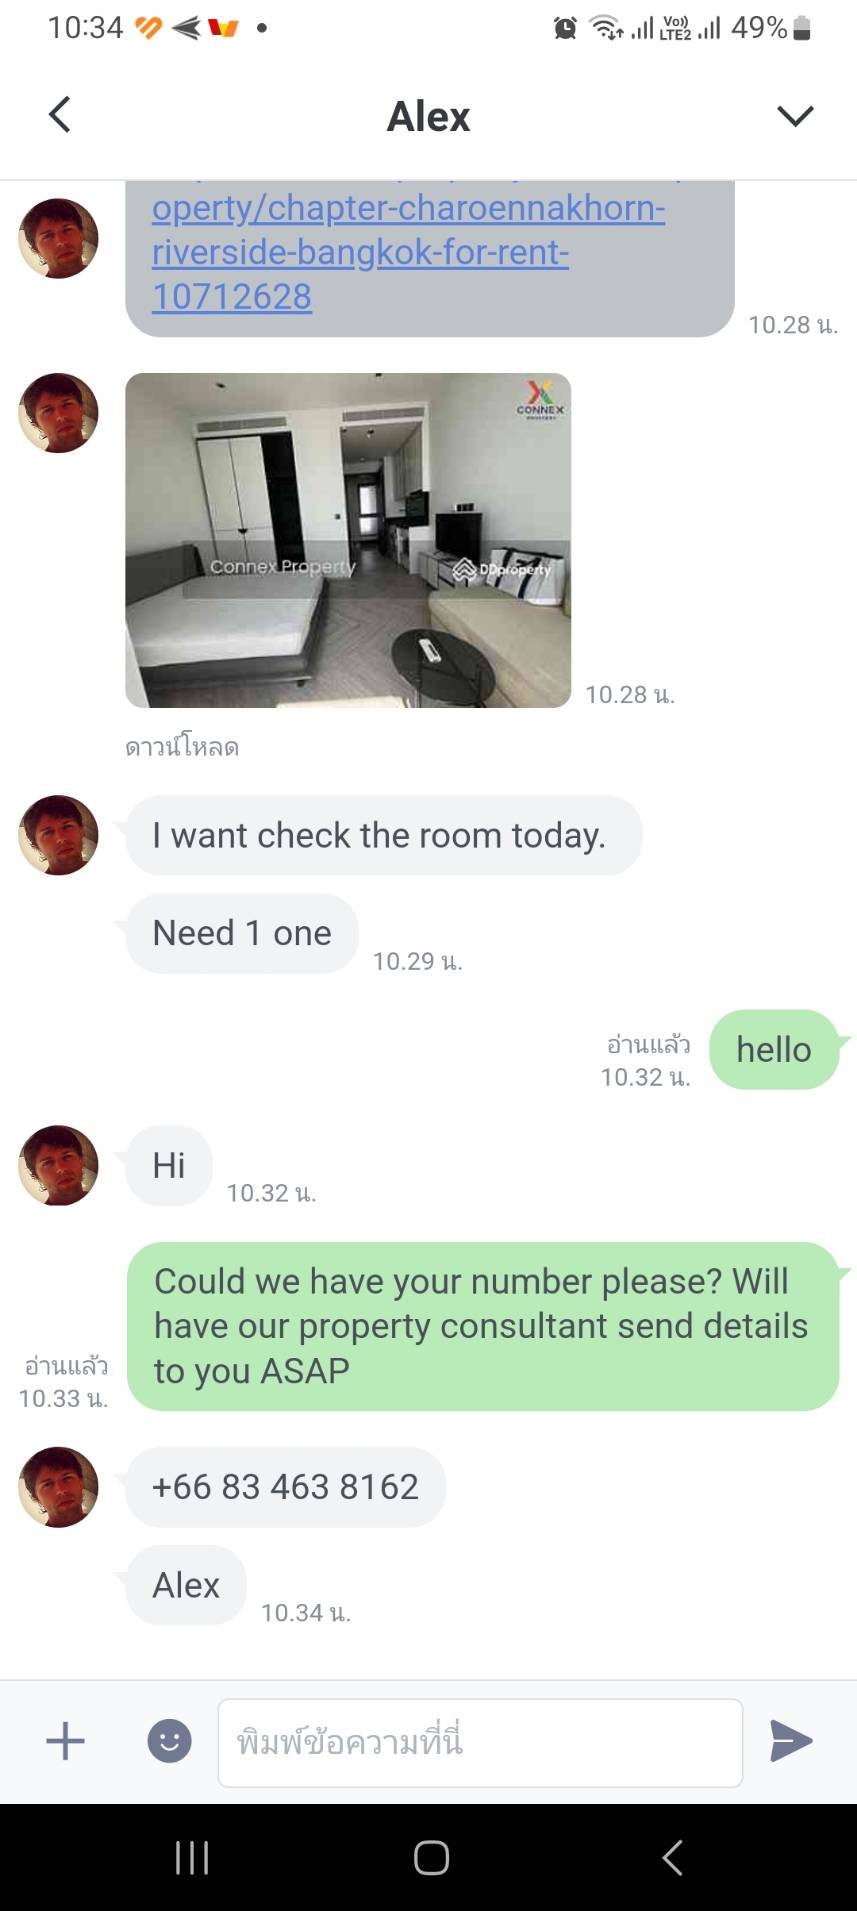 10:34
Vo))
LTE2
49%
Alex
operty/chapter-charoennakhorn-
riverside-bangkok-for-rent-
10712628
10.28 น.
CONNEX
Connex Property
DDproperty
10.28 น.
ดาวน์โหลด
I want check the room today.
Need 1 one
10.29 น.
อ่านแล้ว
10.32 น.
hello
Hi
10.32 น.
Could we have your number please? Will
have our property consultant send details
to you ASAP
อ่านแล้ว
10.33 น.
+66 83 463 8162
Alex
10.34 น.
พิมพ์ข้อความที่นี่